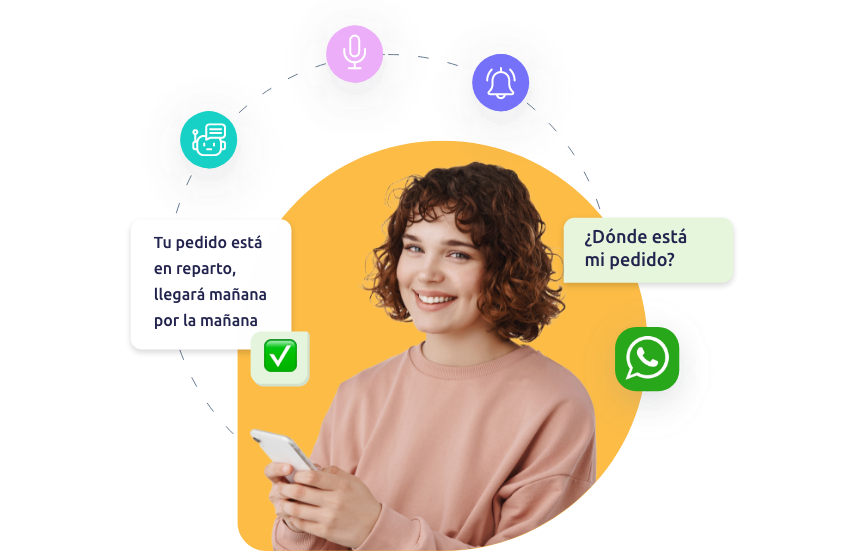 Tu pedido está
en reparto,
llegará mañana
por la mañana
¿Dónde está
mi pedido?